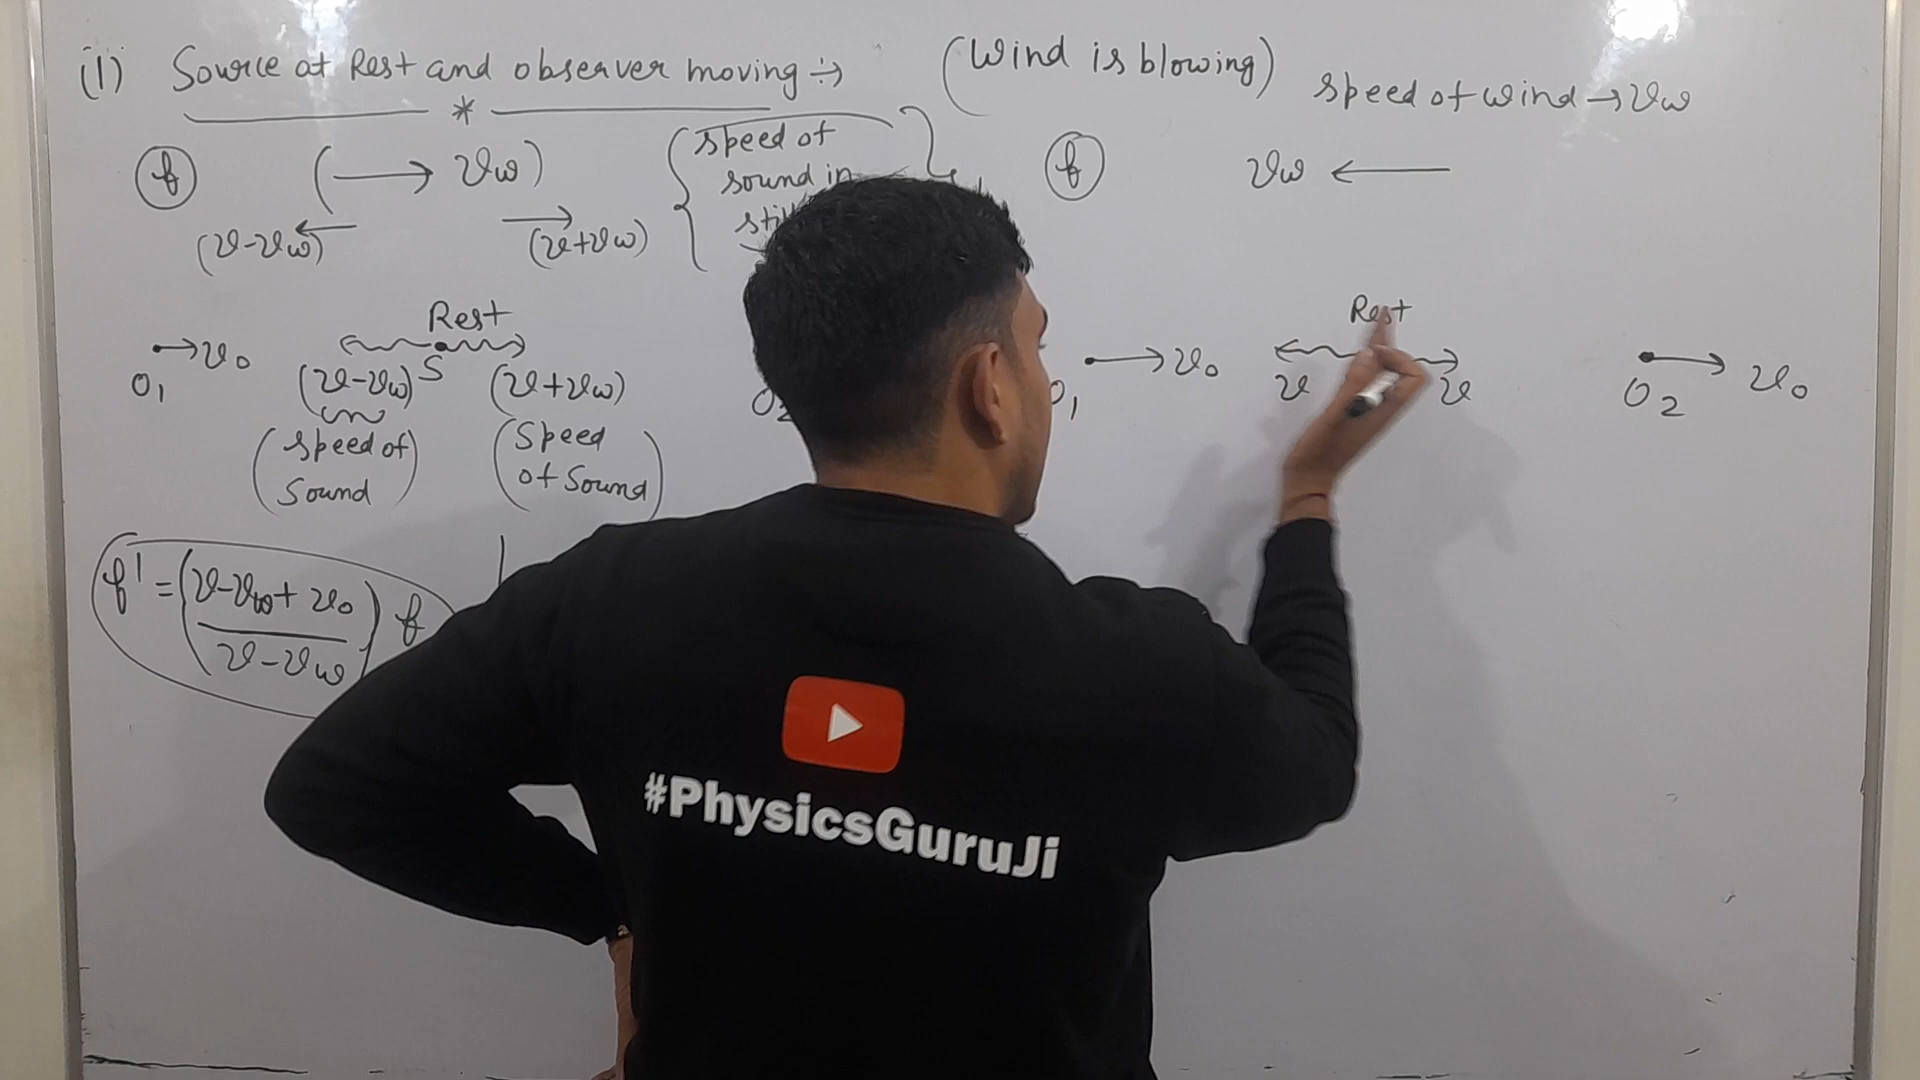 (1) Source at Rest and observer moving :→ (Wind is blowing)
*
speed of wind → vw
f
(→ vw)
speed of
sound in
(v-vw)
(v+vw)
Rest
O1 → v0
S
(v-vw)
(v+vw)
(speed of
sound)
(speed
of sound)
f' = (v-vw+v0 / v-vw) f
f
vw ←
Rest
O1 → v0
v
v
O2 → v0
#PhysicsGuruJi